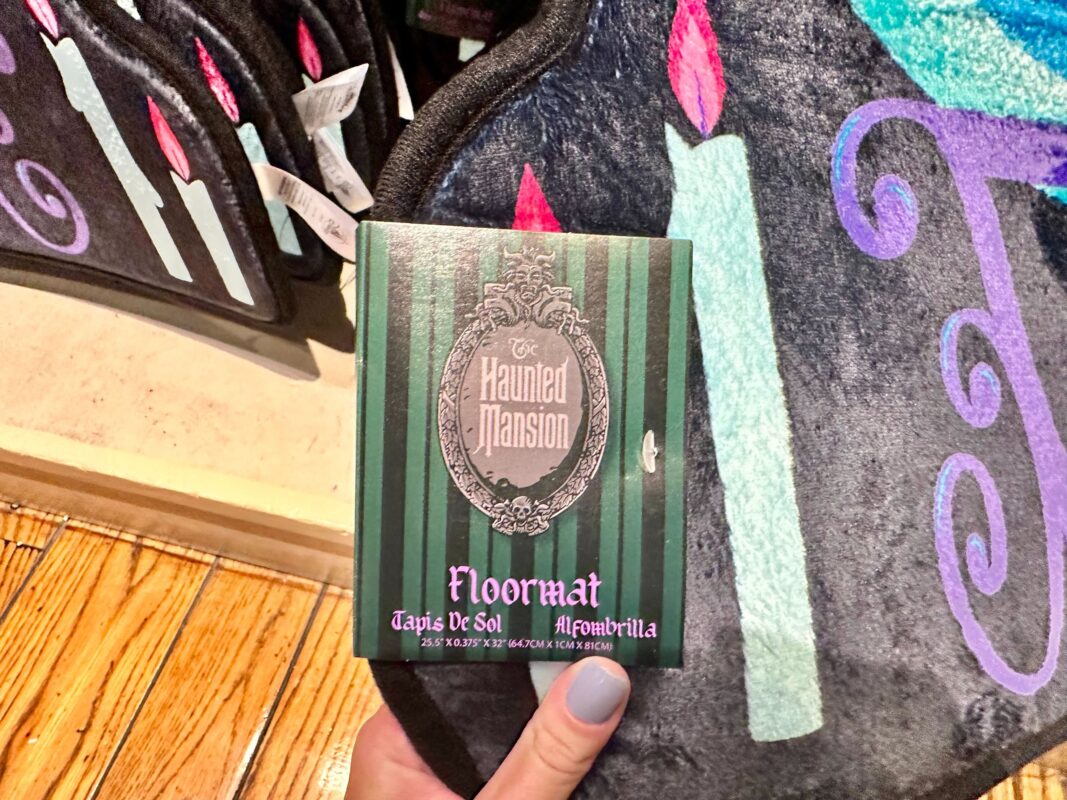 The
Haunted
Mansion
Floormat
Tapis De Sol Alfombrilla
25.5" X 0.375" X 32" (64.7CM X 1CM X 81CM)